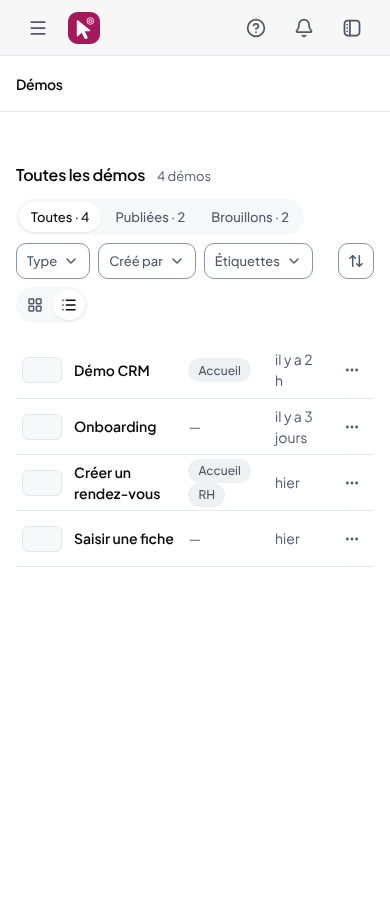 Démos
Toutes les démos 4 démos
Toutes · 4 Publiées · 2 Brouillons · 2
Type Créé par Étiquettes
Démo CRM Accueil il y a 2
h
Onboarding — il y a 3
jours
Créer un Accueil hier
rendez-vous RH
Saisir une fiche — hier